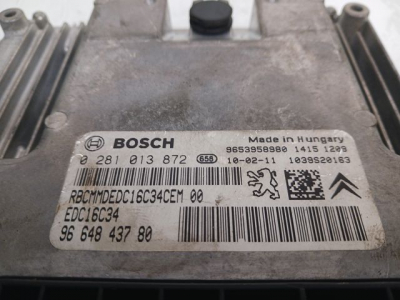 BOSCH
Made in Hungary
9653958980 1415 1209
0 281 013 872 658 10-02-11 1039S20163
RBCMMDEDC16C34CEM 00
EDC16C34
96 648 437 80